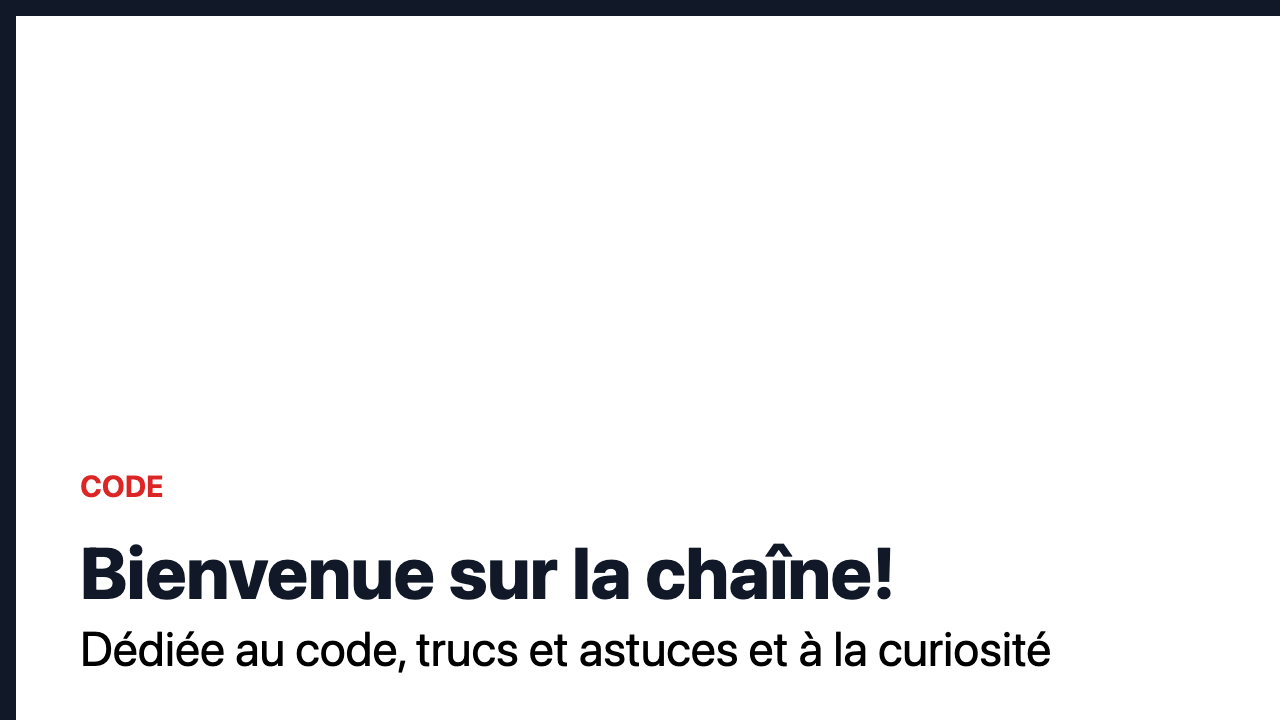 CODE
Bienvenue sur la chaîne!
Dédiée au code, trucs et astuces et à la curiosité